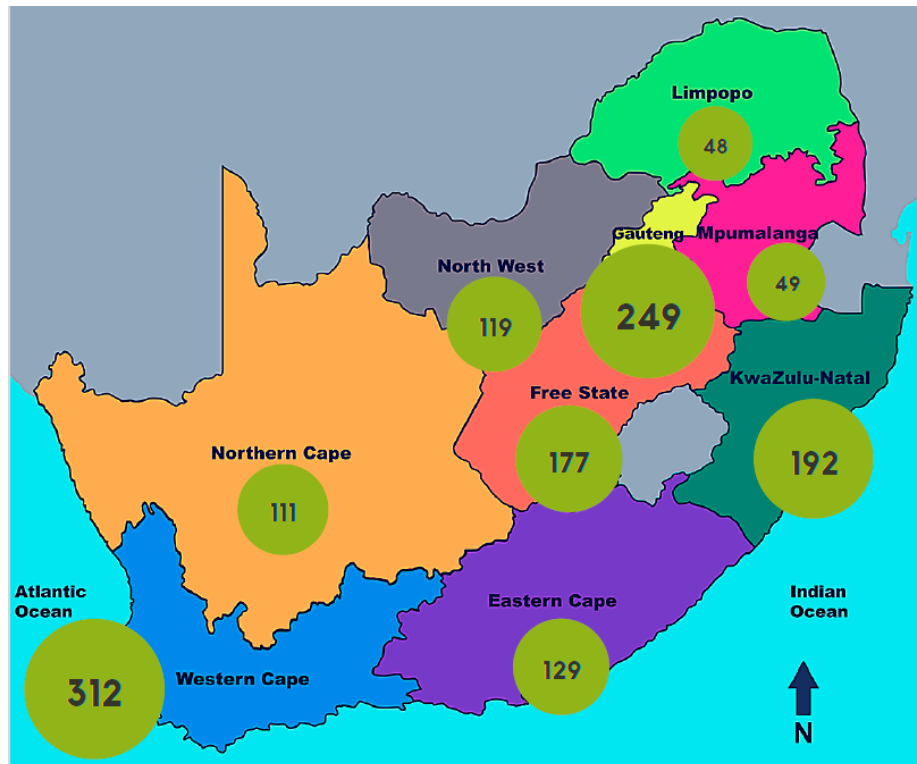 Limpopo
48
Gauteng
Mpumalanga
North West
49
249
119
KwaZulu-Natal
Free State
Northern Cape
177
192
111
Atlantic
Ocean
Eastern Cape
Indian
Ocean
129
Western Cape
312
N